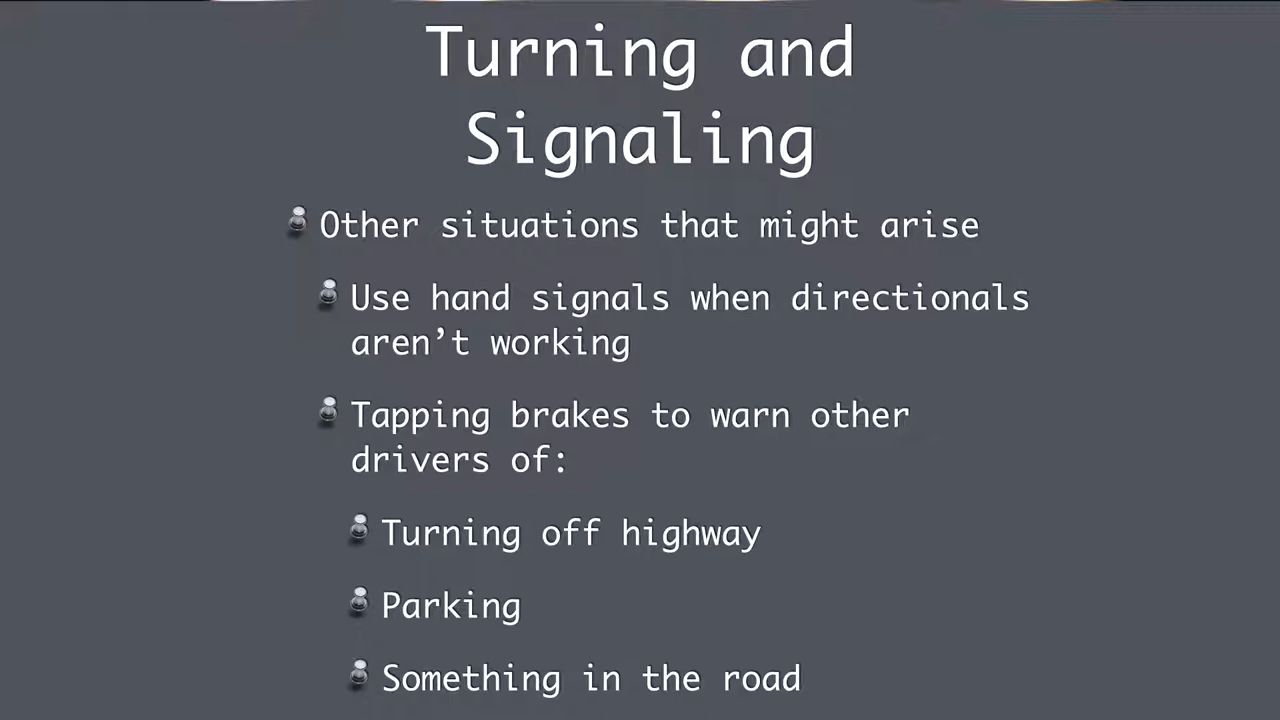 Turning and
Signaling
Other situations that might arise
Use hand signals when directionals
aren’t working
Tapping brakes to warn other
drivers of:
Turning off highway
Parking
Something in the road